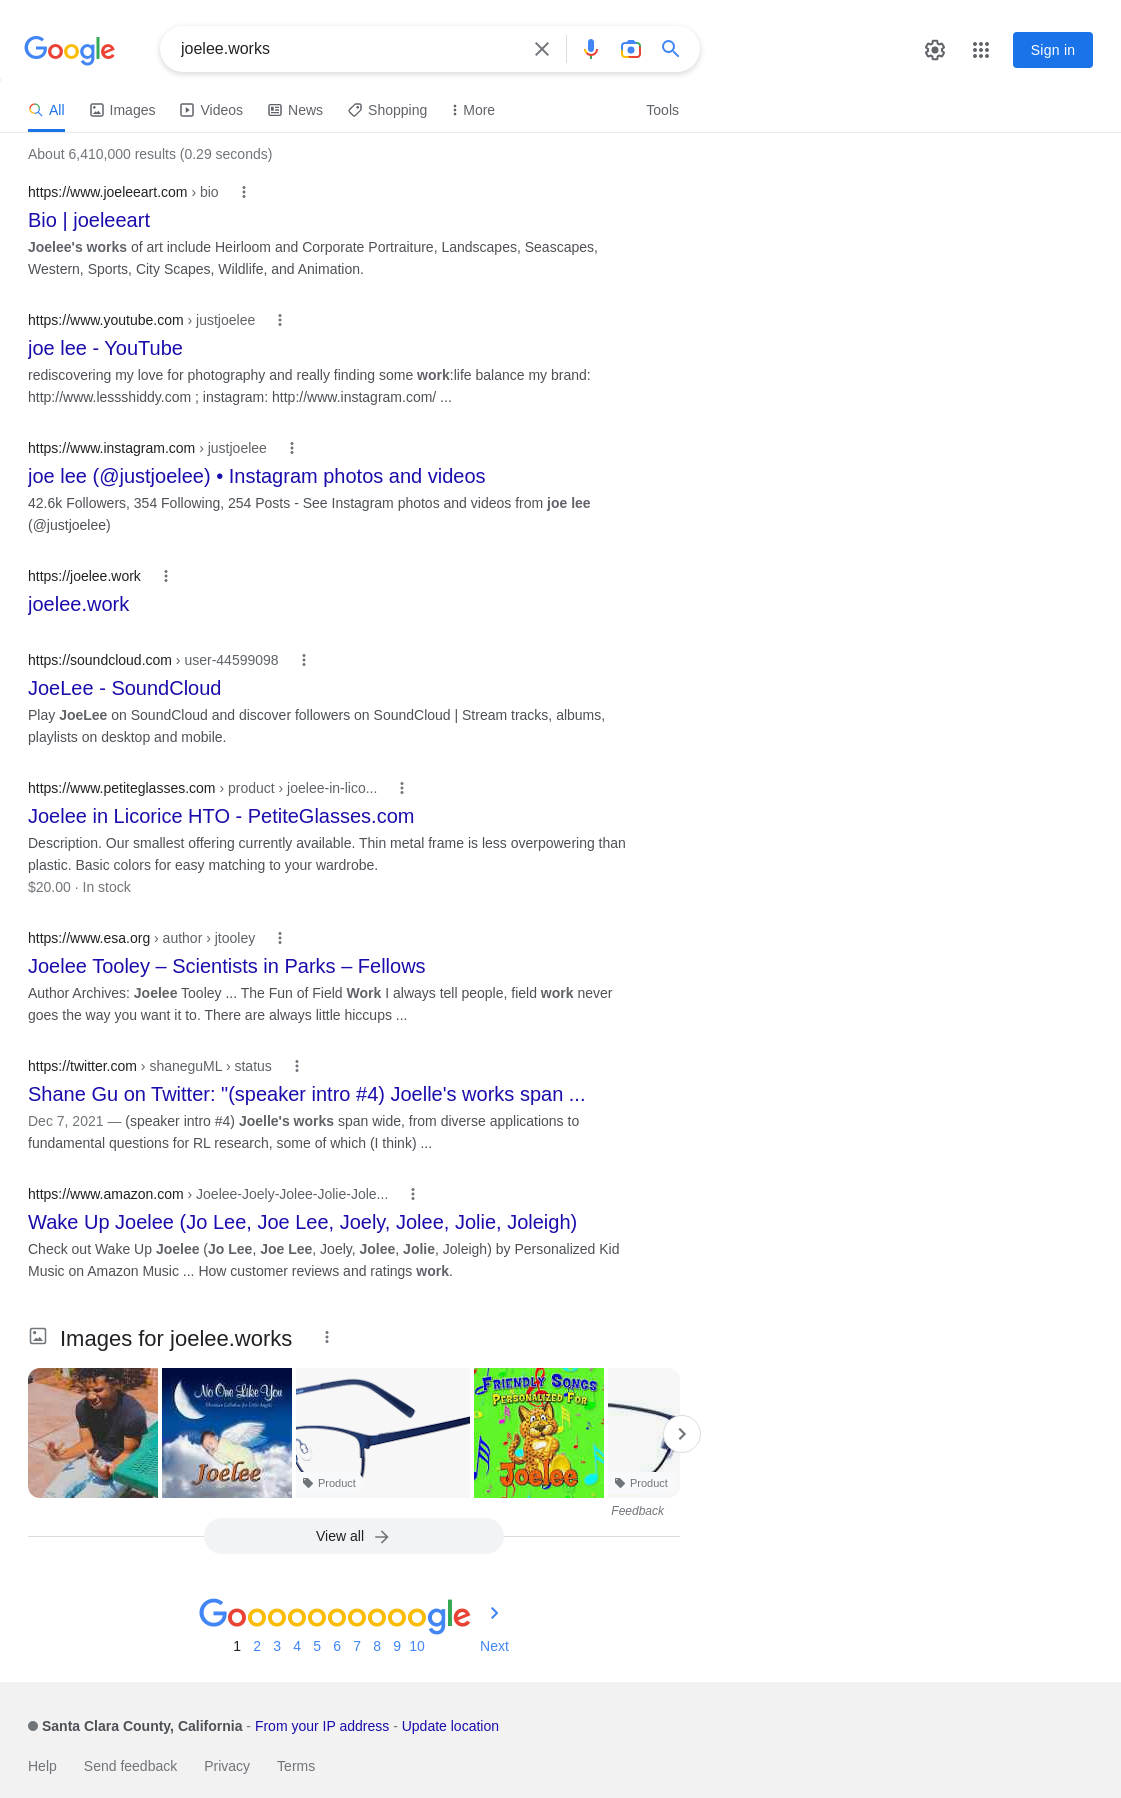 Google
joelee.works
Sign in
All
Images
Videos
News
Shopping
More
Tools
About 6,410,000 results (0.29 seconds)
https://www.joeleeart.com › bio
Bio | joeleeart
Joelee's works of art include Heirloom and Corporate Portraiture, Landscapes, Seascapes,
Western, Sports, City Scapes, Wildlife, and Animation.
https://www.youtube.com › justjoelee
joe lee - YouTube
rediscovering my love for photography and really finding some work:life balance my brand:
http://www.lessshiddy.com ; instagram: http://www.instagram.com/ ...
https://www.instagram.com › justjoelee
joe lee (@justjoelee) • Instagram photos and videos
42.6k Followers, 354 Following, 254 Posts - See Instagram photos and videos from joe lee
(@justjoelee)
https://joelee.work
joelee.work
https://soundcloud.com › user-44599098
JoeLee - SoundCloud
Play JoeLee on SoundCloud and discover followers on SoundCloud | Stream tracks, albums,
playlists on desktop and mobile.
https://www.petiteglasses.com › product › joelee-in-lico...
Joelee in Licorice HTO - PetiteGlasses.com
Description. Our smallest offering currently available. Thin metal frame is less overpowering than
plastic. Basic colors for easy matching to your wardrobe.
$20.00 · In stock
https://www.esa.org › author › jtooley
Joelee Tooley – Scientists in Parks – Fellows
Author Archives: Joelee Tooley ... The Fun of Field Work I always tell people, field work never
goes the way you want it to. There are always little hiccups ...
https://twitter.com › shaneguML › status
Shane Gu on Twitter: "(speaker intro #4) Joelle's works span ...
Dec 7, 2021 — (speaker intro #4) Joelle's works span wide, from diverse applications to
fundamental questions for RL research, some of which (I think) ...
https://www.amazon.com › Joelee-Joely-Jolee-Jolie-Jole...
Wake Up Joelee (Jo Lee, Joe Lee, Joely, Jolee, Jolie, Joleigh)
Check out Wake Up Joelee (Jo Lee, Joe Lee, Joely, Jolee, Jolie, Joleigh) by Personalized Kid
Music on Amazon Music ... How customer reviews and ratings work.
Images for joelee.works
No One Like You
Christian Lullabies for Little Angels
Joelee
Product
Friendly Songs
Personalized For
Joelee
Product
Feedback
View all
Goooooooooogle
1 2 3 4 5 6 7 8 9 10 Next
Santa Clara County, California - From your IP address - Update location
Help Send feedback Privacy Terms